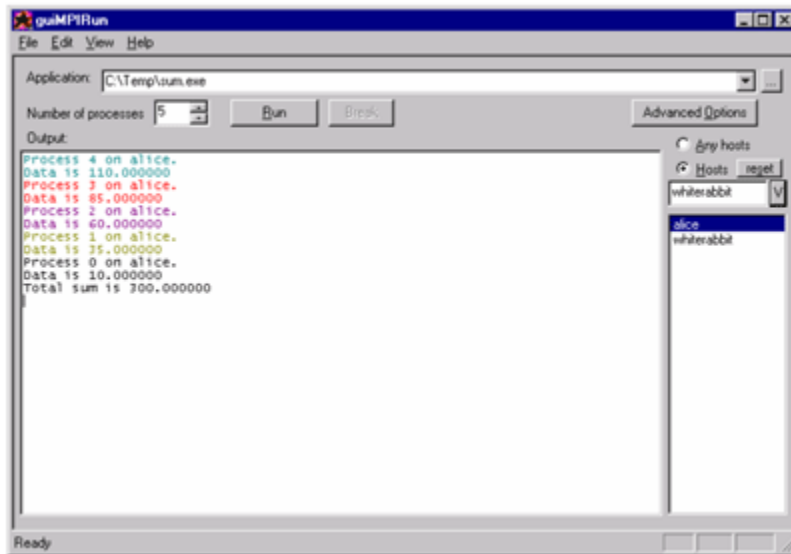 guiMPIRun
File Edit View Help
Application: C:\Temp\sum.exe ...
Number of processes 5 Run Break Advanced Options
Output:
Any hosts
Hosts reset
whiterabbit V
alice
whiterabbit
Process 4 on alice.
Data is 110.000000
Process 3 on alice.
Data is 85.000000
Process 2 on alice.
Data is 60.000000
Process 1 on alice.
Data is 35.000000
Process 0 on alice.
Data is 10.000000
Total sum is 300.000000
Ready